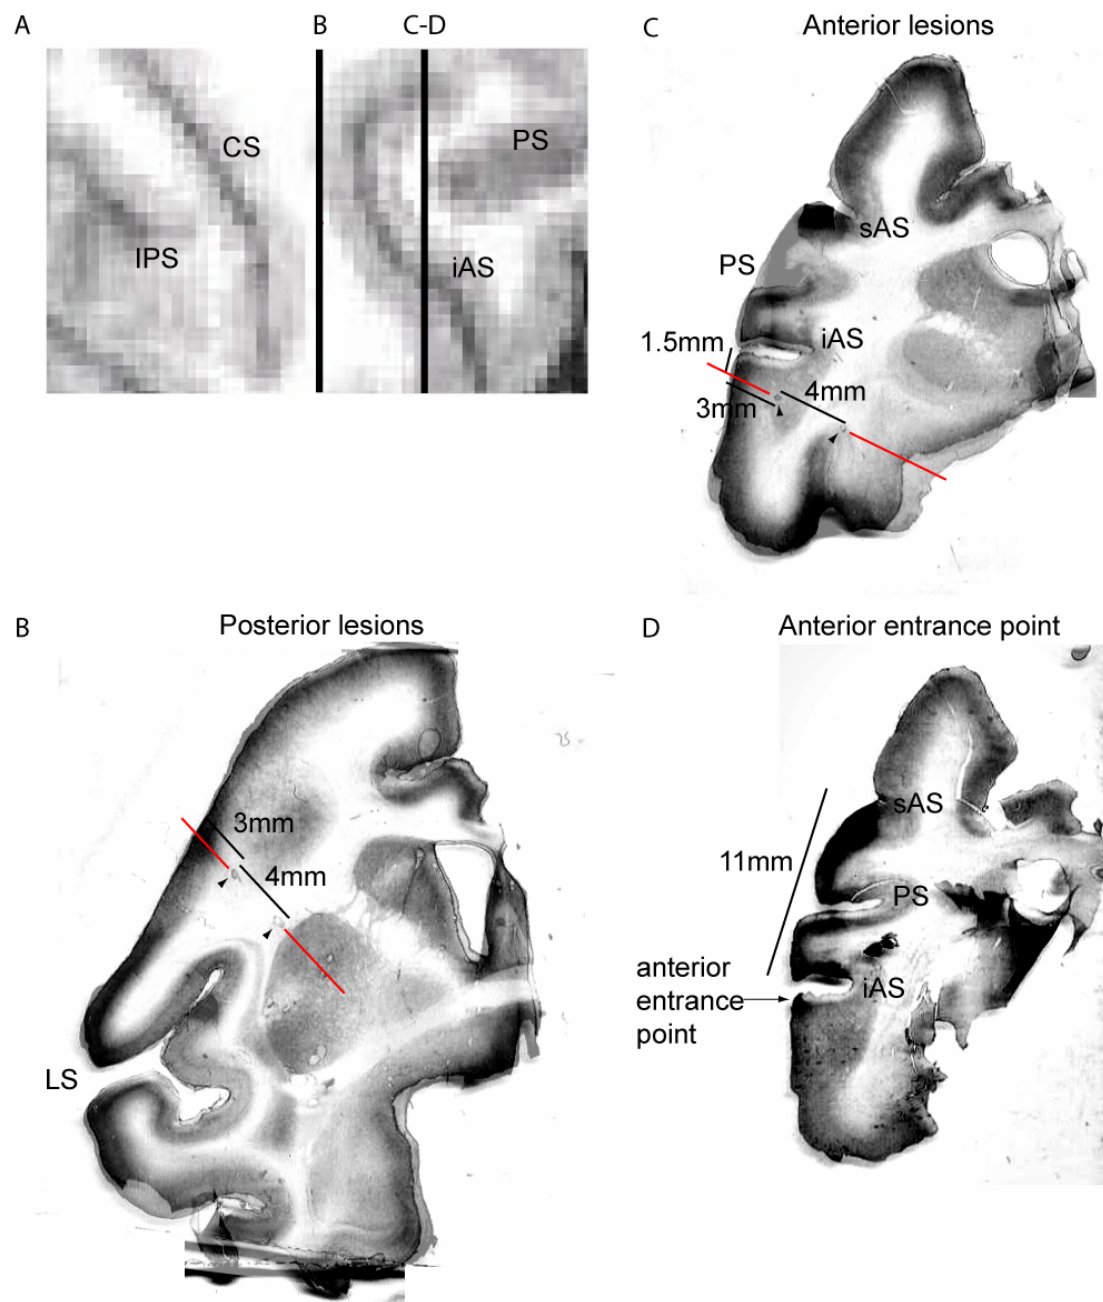 A
B
C-D
CS
IPS
PS
iAS
C
Anterior lesions
sAS
PS
iAS
1.5mm
4mm
3mm
B
Posterior lesions
3mm
4mm
LS
D
Anterior entrance point
sAS
11mm
PS
iAS
anterior
entrance
point